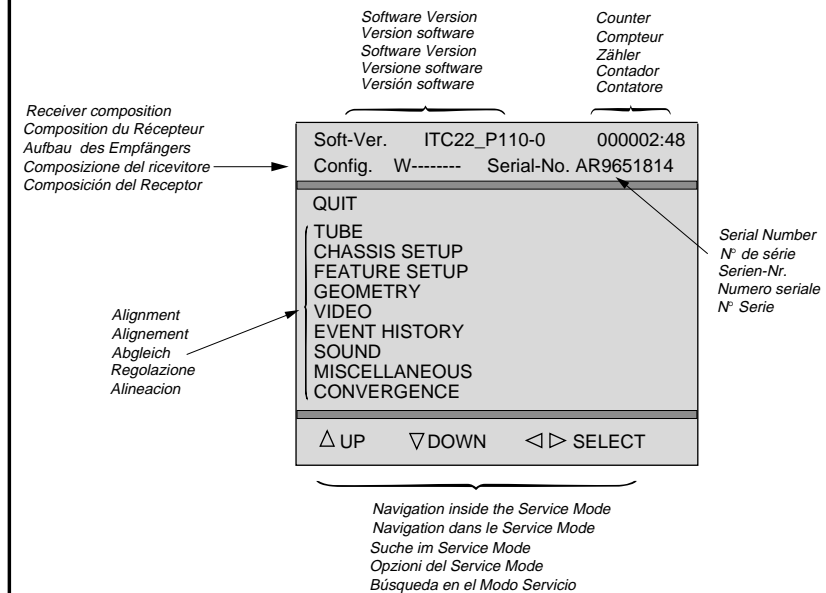 Software Version
Version software
Software Version
Versione software
Versión software
Counter
Compteur
Zähler
Contador
Contatore
Receiver composition
Composition du Récepteur
Aufbau des Empfängers
Composizione del ricevitore
Composición del Receptor
Soft-Ver. ITC22_P110-0 000002:48
Config. W-------- Serial-No. AR9651814
QUIT
TUBE
CHASSIS SETUP
FEATURE SETUP
GEOMETRY
VIDEO
EVENT HISTORY
SOUND
MISCELLANEOUS
CONVERGENCE
Serial Number
N° de série
Serien-Nr.
Numero seriale
N° Serie
Alignment
Alignement
Abgleich
Regolazione
Alineacion
△ UP ▽ DOWN ◁ ▷ SELECT
Navigation inside the Service Mode
Navigation dans le Service Mode
Suche im Service Mode
Opzioni del Service Mode
Búsqueda en el Modo Servicio